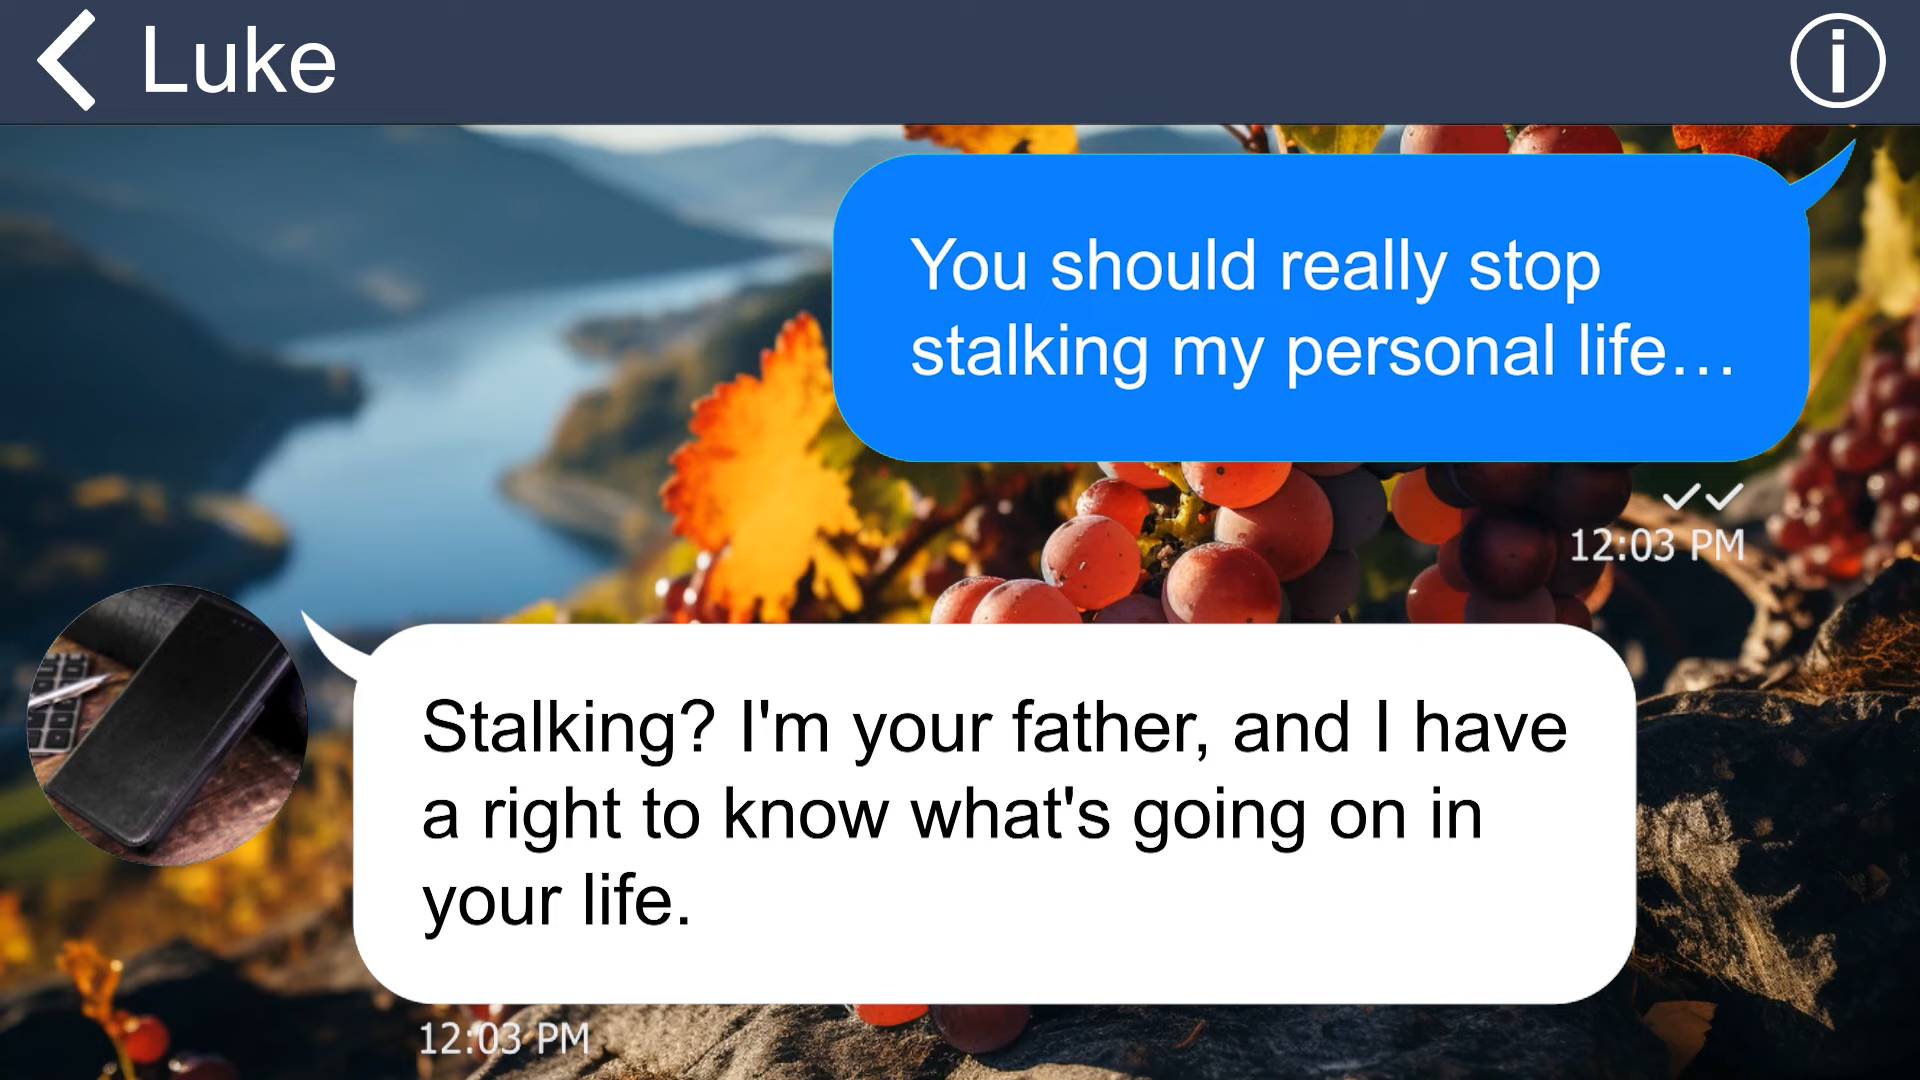 Luke
You should really stop
stalking my personal life…
12:03 PM
Stalking? I'm your father, and I have
a right to know what's going on in
your life.
12:03 PM